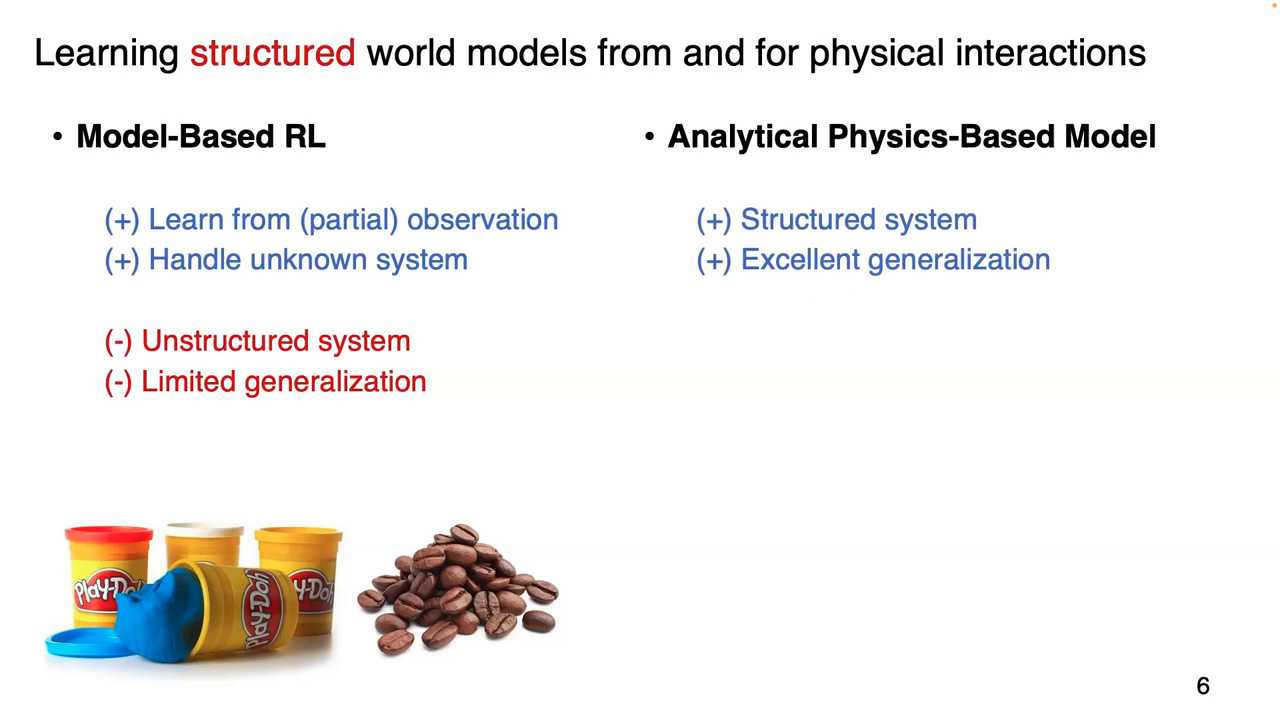 Learning structured world models from and for physical interactions
• Model-Based RL
(+) Learn from (partial) observation
(+) Handle unknown system
(-) Unstructured system
(-) Limited generalization
• Analytical Physics-Based Model
(+) Structured system
(+) Excellent generalization
Play-Doh
Play-Doh
-Doh
6